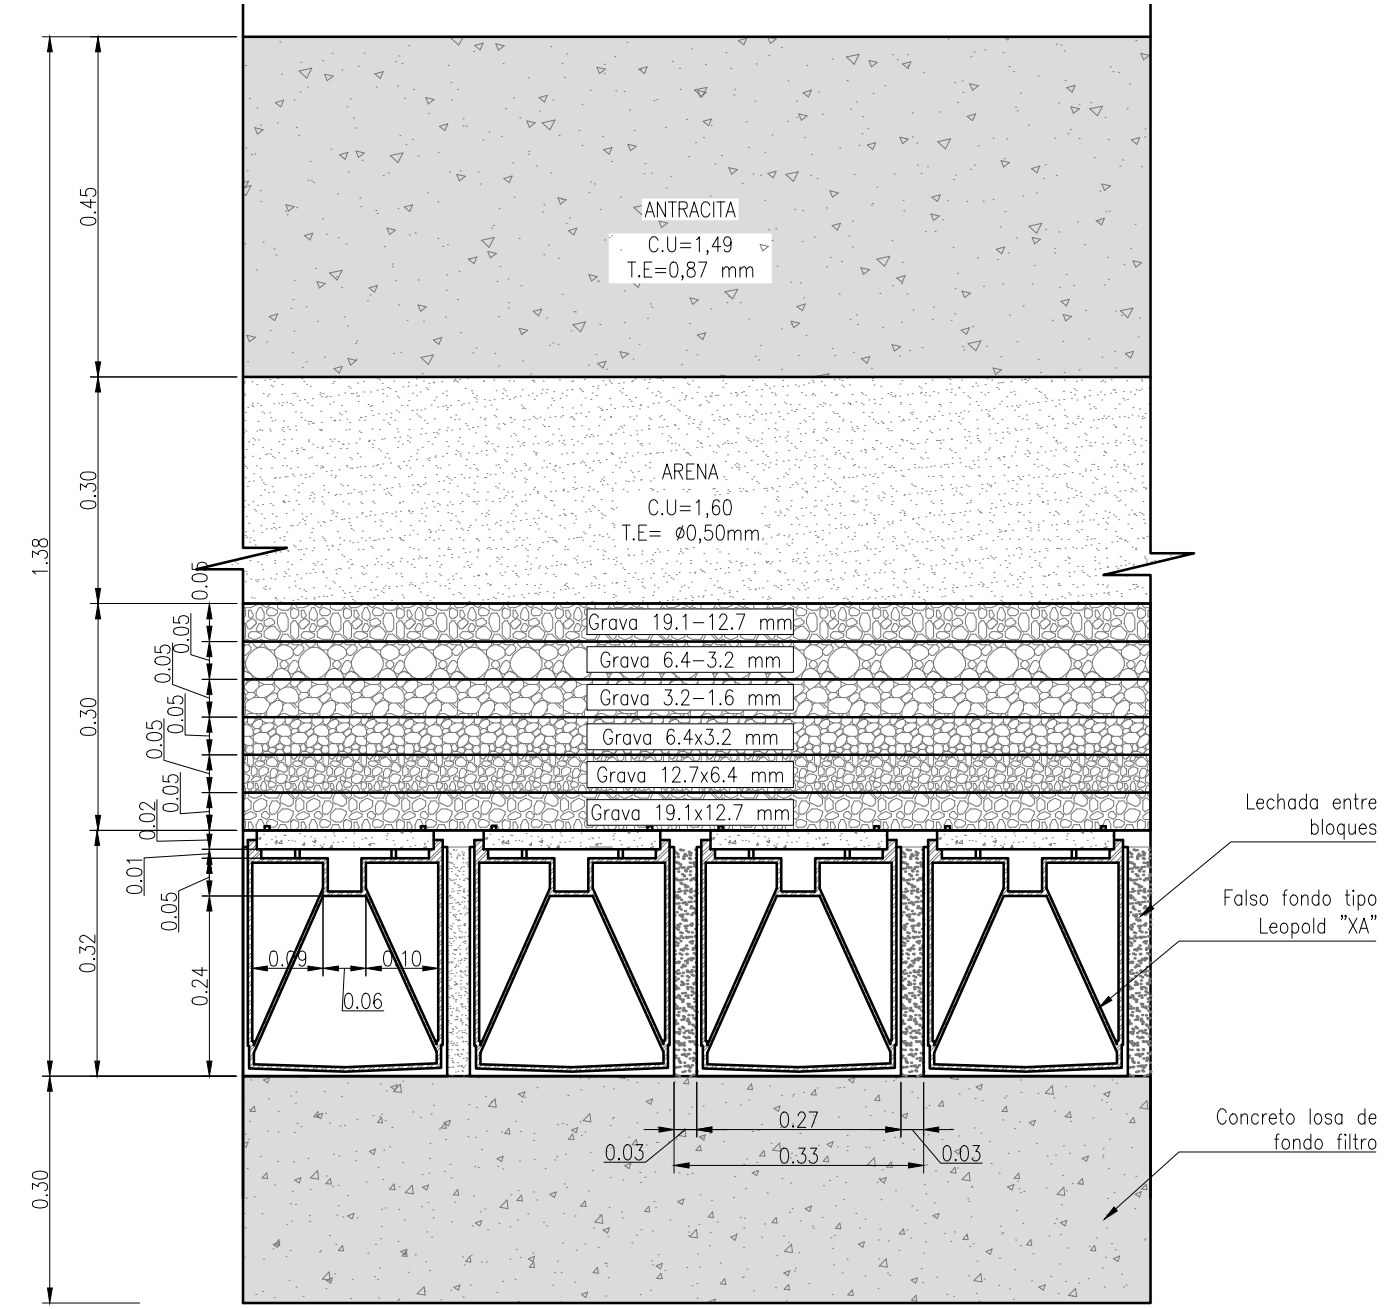 0.45
1.38
ANTRACITA
C.U=1,49
T.E=0,87 mm
0.30
ARENA
C.U=1,60
T.E= ø0,50mm
0.05
0.30
0.05
0.05
0.05
0.05
0.05
Grava 19.1-12.7 mm
Grava 6.4-3.2 mm
Grava 3.2-1.6 mm
Grava 6.4x3.2 mm
Grava 12.7x6.4 mm
Grava 19.1x12.7 mm
0.02
0.01
0.05
0.32
0.24
0.09
0.10
0.06
Lechada entre
bloques
Falso fondo tipo
Leopold "XA"
0.27
0.03
0.33
0.03
Concreto losa de
fondo filtro
0.30